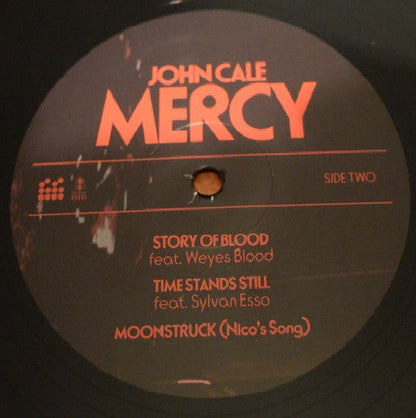 JOHN CALE
MERCY
SIDE TWO
STORY OF BLOOD
feat. Weyes Blood
TIME STANDS STILL
feat. Sylvan Esso
MOONSTRUCK (Nico's Song)